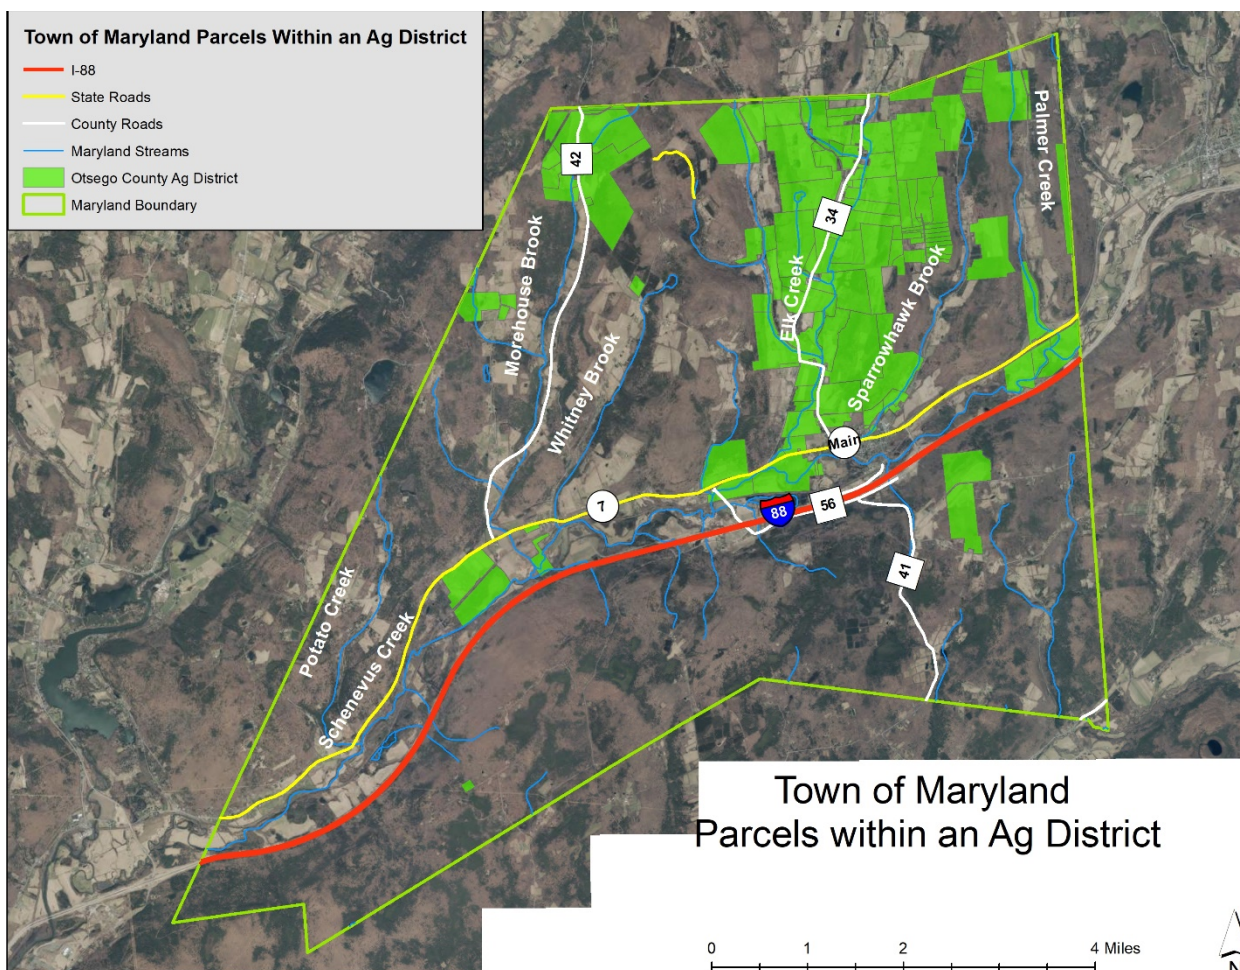 Town of Maryland Parcels Within an Ag District
I-88
State Roads
County Roads
Maryland Streams
Otsego County Ag District
Maryland Boundary
42
34
Palmer Creek
Morehouse Brook
Elk Creek
Sparrowhawk Brook
Whitney Brook
Main
7
88
56
41
Potato Creek
Schenevus Creek
Town of Maryland
Parcels within an Ag District
0 1 2 4 Miles
N